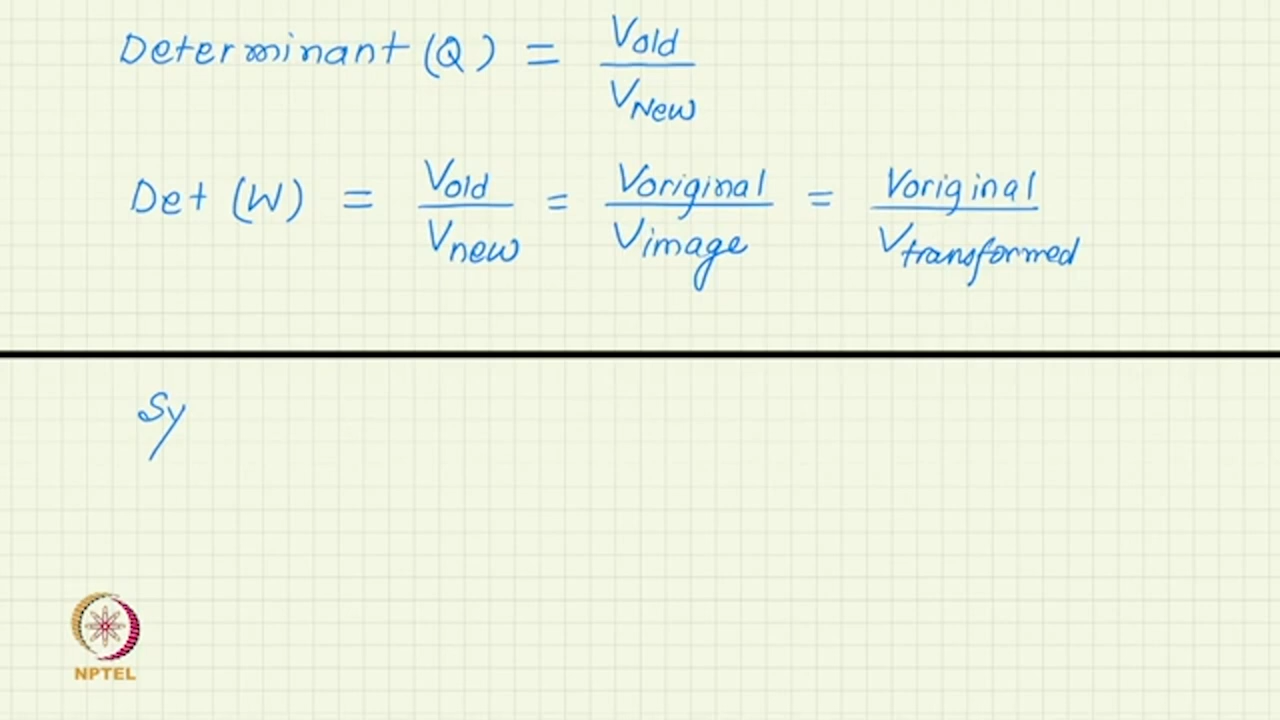 Determinant (Q) = Vold / VNew
Det (W) = Vold / Vnew = Voriginal / Vimage = Voriginal / Vtransformed
Sy
NPTEL